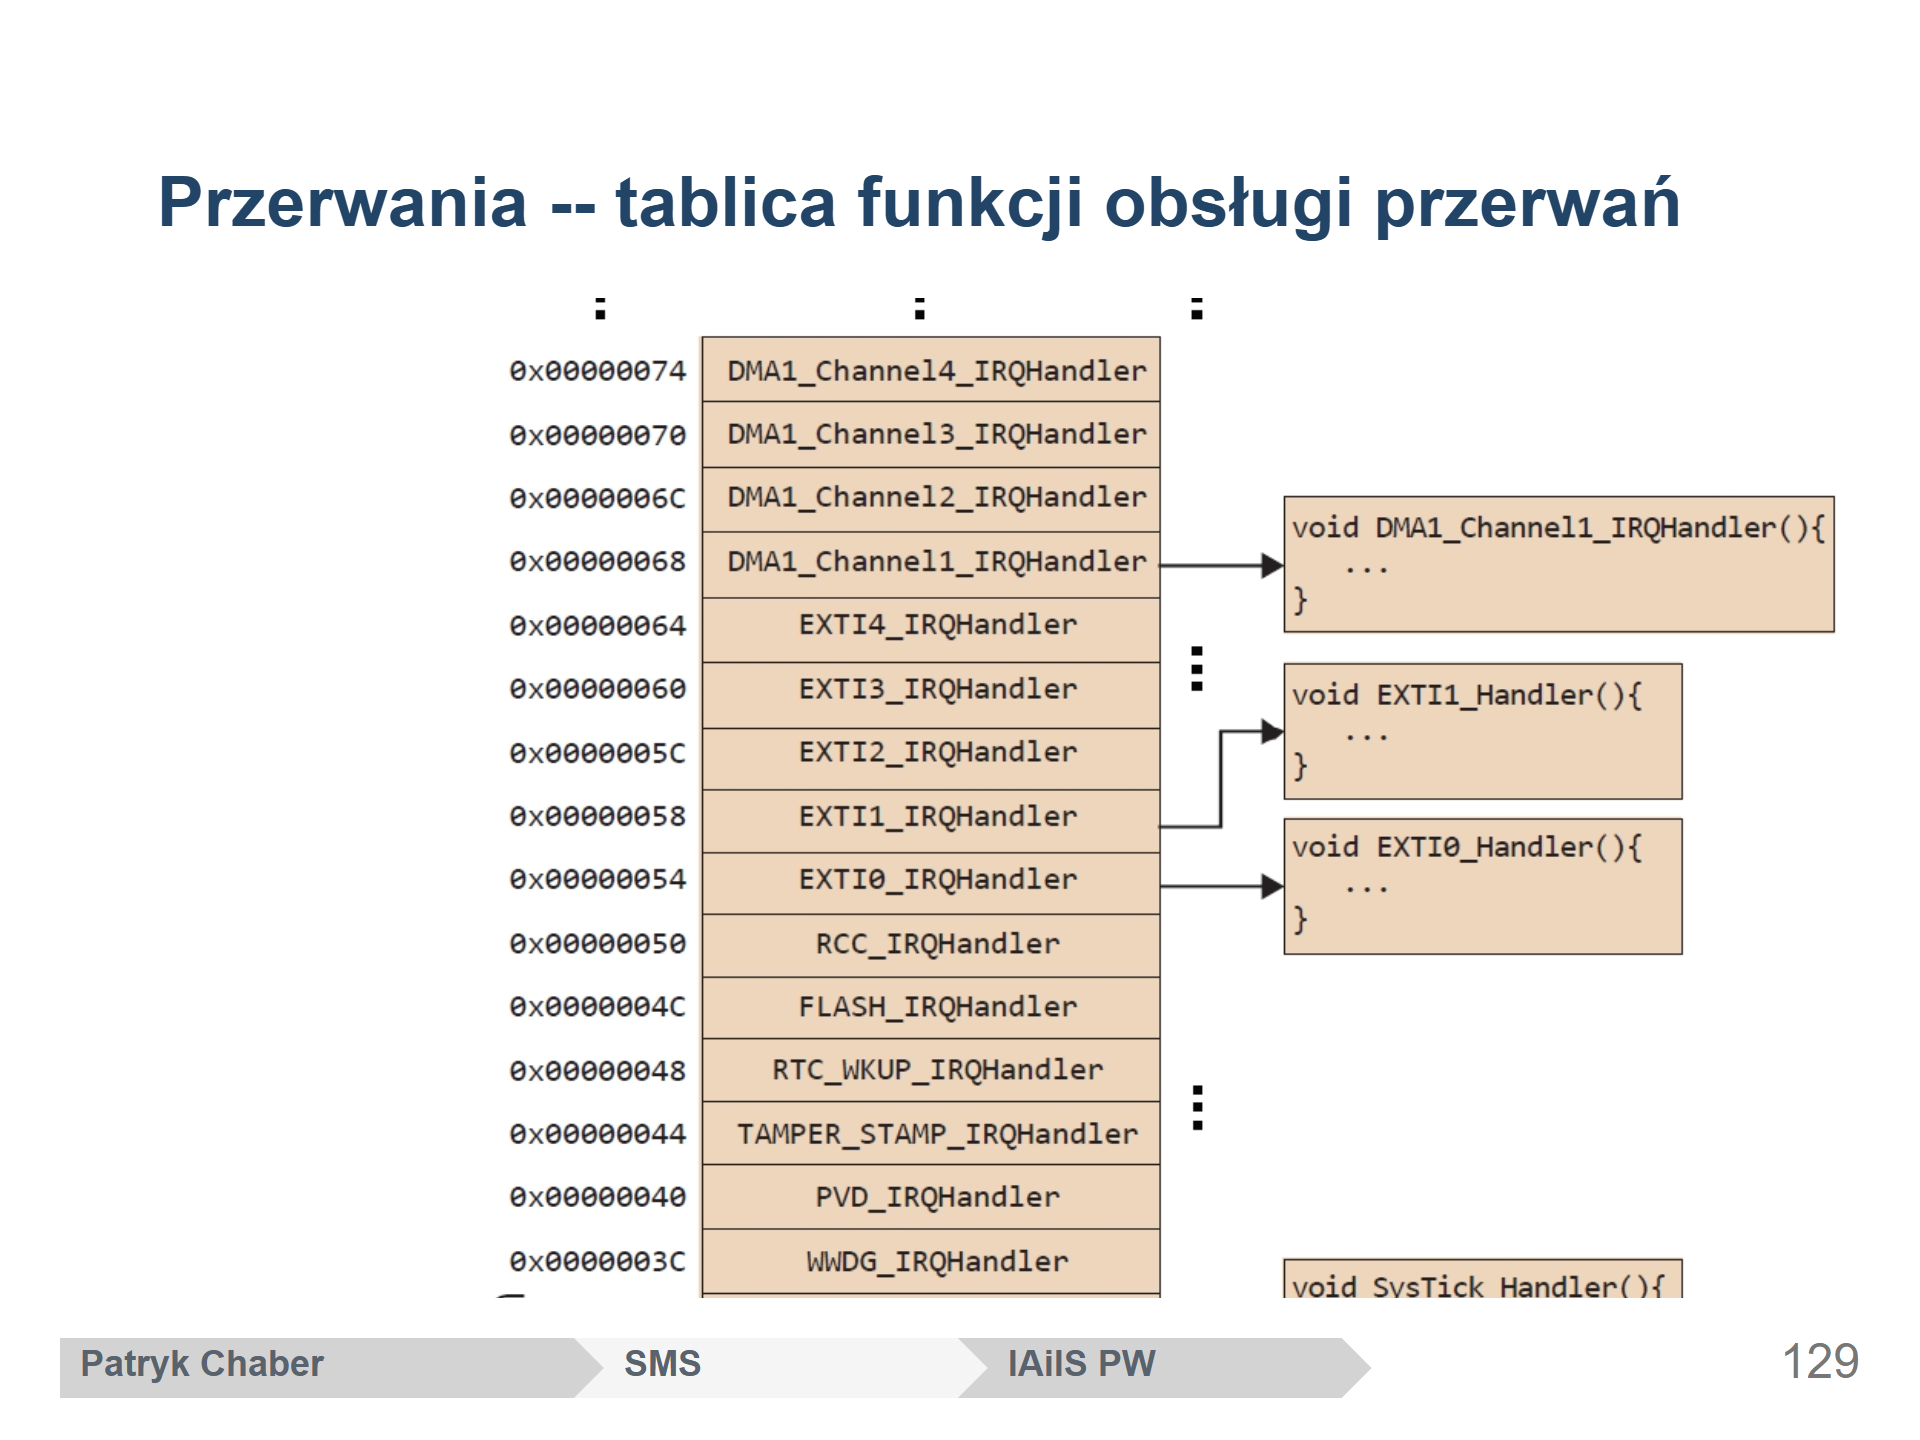 Przerwania -- tablica funkcji obsługi przerwań
0x00000074 DMA1_Channel4_IRQHandler
0x00000070 DMA1_Channel3_IRQHandler
0x0000006C DMA1_Channel2_IRQHandler
0x00000068 DMA1_Channel1_IRQHandler
0x00000064 EXTI4_IRQHandler
0x00000060 EXTI3_IRQHandler
0x0000005C EXTI2_IRQHandler
0x00000058 EXTI1_IRQHandler
0x00000054 EXTI0_IRQHandler
0x00000050 RCC_IRQHandler
0x0000004C FLASH_IRQHandler
0x00000048 RTC_WKUP_IRQHandler
0x00000044 TAMPER_STAMP_IRQHandler
0x00000040 PVD_IRQHandler
0x0000003C WWDG_IRQHandler
void DMA1_Channel1_IRQHandler(){
...
}
void EXTI1_Handler(){
...
}
void EXTI0_Handler(){
...
}
void SysTick_Handler(){
Patryk Chaber
SMS
IAiIS PW
129